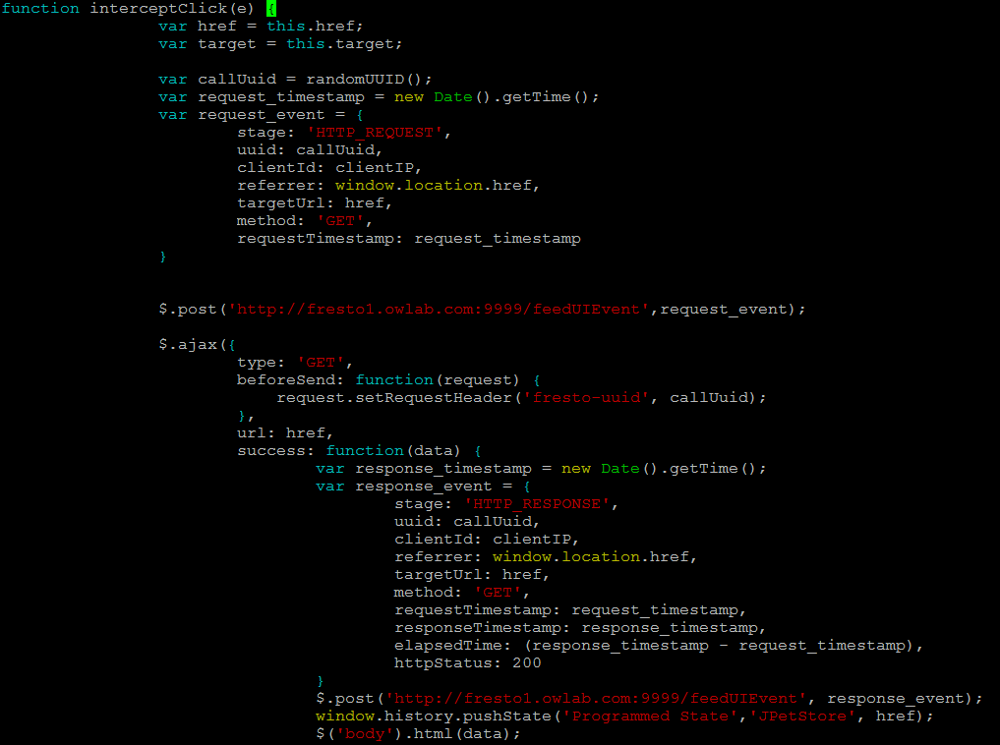 function interceptClick(e) {
var href = this.href;
var target = this.target;
var callUuid = randomUUID();
var request_timestamp = new Date().getTime();
var request_event = {
stage: 'HTTP_REQUEST',
uuid: callUuid,
clientId: clientIP,
referrer: window.location.href,
targetUrl: href,
method: 'GET',
requestTimestamp: request_timestamp
}
$.post('http://fresto1.owlab.com:9999/feedUIEvent',request_event);
$.ajax({
type: 'GET',
beforeSend: function(request) {
request.setRequestHeader('fresto-uuid', callUuid);
},
url: href,
success: function(data) {
var response_timestamp = new Date().getTime();
var response_event = {
stage: 'HTTP_RESPONSE',
uuid: callUuid,
clientId: clientIP,
referrer: window.location.href,
targetUrl: href,
method: 'GET',
requestTimestamp: request_timestamp,
responseTimestamp: response_timestamp,
elapsedTime: (response_timestamp - request_timestamp),
httpStatus: 200
}
$.post('http://fresto1.owlab.com:9999/feedUIEvent', response_event);
window.history.pushState('Programmed State','JPetStore', href);
$('body').html(data);